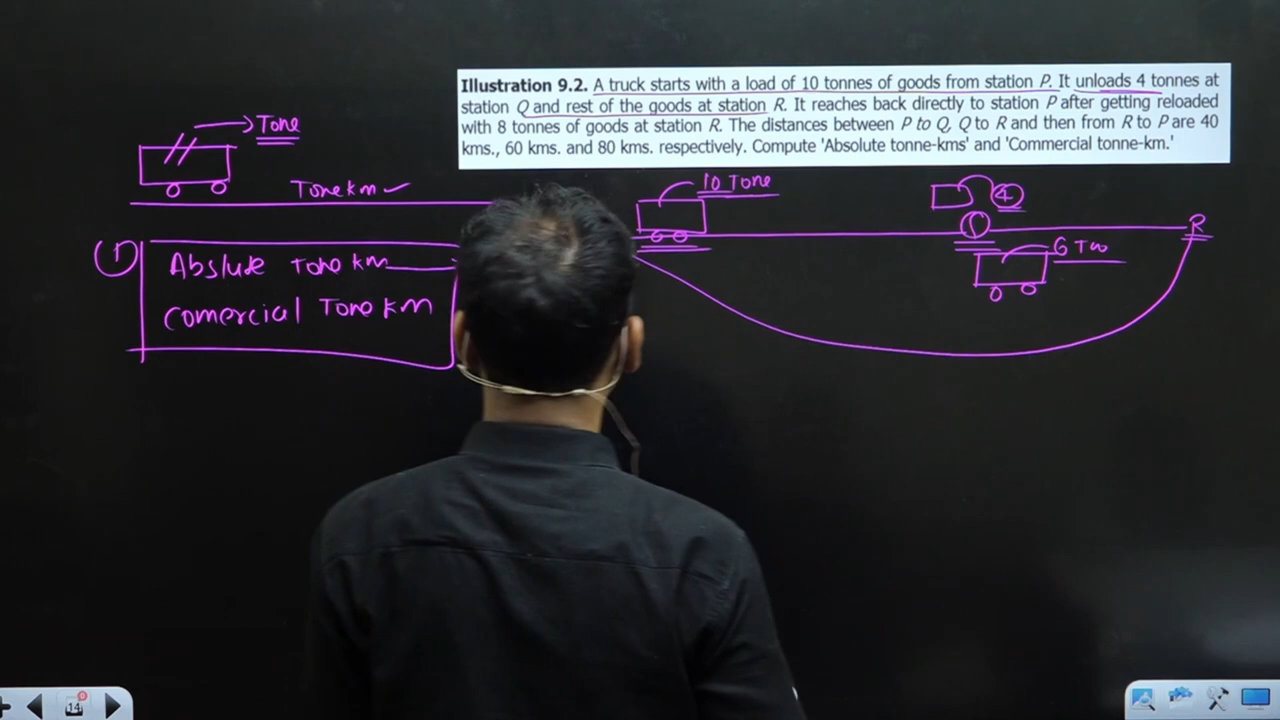 Illustration 9.2. A truck starts with a load of 10 tonnes of goods from station P. It unloads 4 tonnes at
station Q and rest of the goods at station R. It reaches back directly to station P after getting reloaded
with 8 tonnes of goods at station R. The distances between P to Q, Q to R and then from R to P are 40
kms., 60 kms. and 80 kms. respectively. Compute 'Absolute tonne-kms' and 'Commercial tonne-km.'
Tone
Tone km
10 Tone
4
R
6
1
Abslute Tone km
Comercial Tone km
14